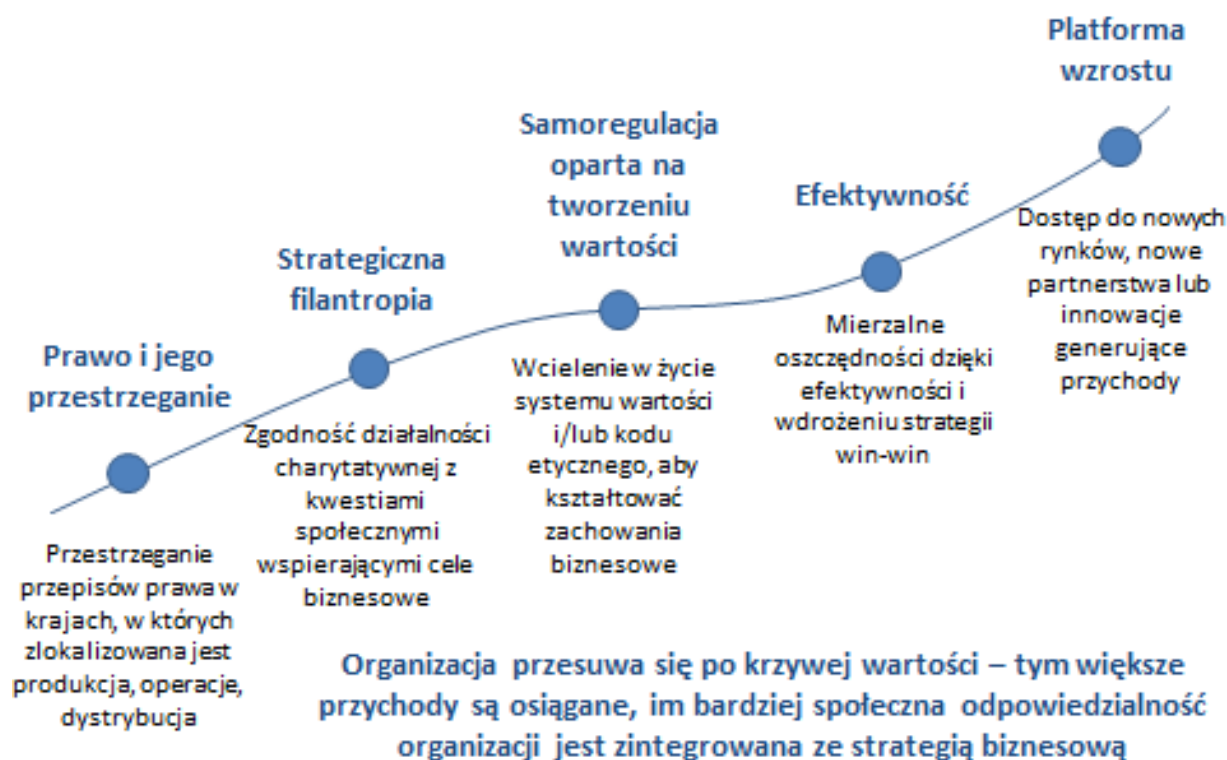 Prawo i jego
przestrzeganie
Przestrzeganie
przepisów prawa w
krajach, w których
zlokalizowana jest
produkcja, operacje,
dystrybucja
Strategiczna
filantropia
Zgodność działalności
charytatywnej z
kwestiami
społecznymi
wspierającymi cele
biznesowe
Samoregulacja
oparta na
tworzeniu
wartości
Wcielenie w życie
systemu wartości
i/lub kodu
etycznego, aby
kształtować
zachowania
biznesowe
Efektywność
Mierzalne
oszczędności dzięki
efektywności i
wdrożeniu strategii
win-win
Platforma
wzrostu
Dostęp do nowych
rynków, nowe
partnerstwa lub
innowacje
generujące
przychody
Organizacja przesuwa się po krzywej wartości – tym większe
przychody są osiągane, im bardziej społeczna odpowiedzialność
organizacji jest zintegrowana ze strategią biznesową